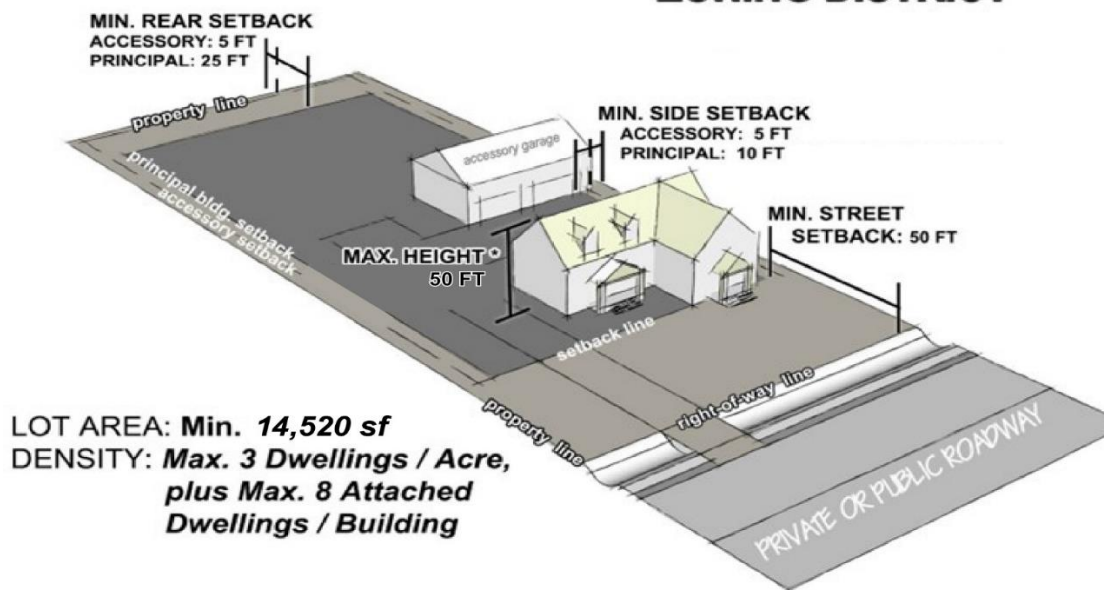 ZONING DISTRICT
MIN. REAR SETBACK
ACCESSORY: 5 FT
PRINCIPAL: 25 FT
property line
MIN. SIDE SETBACK
ACCESSORY: 5 FT
PRINCIPAL: 10 FT
accessory garage
principal bldg. setback
accessory setback
MIN. STREET
SETBACK: 50 FT
MAX. HEIGHT *
50 FT
setback line
right-of-way line
property line
PRIVATE OR PUBLIC ROADWAY
LOT AREA: Min. 14,520 sf
DENSITY: Max. 3 Dwellings / Acre,
plus Max. 8 Attached
Dwellings / Building